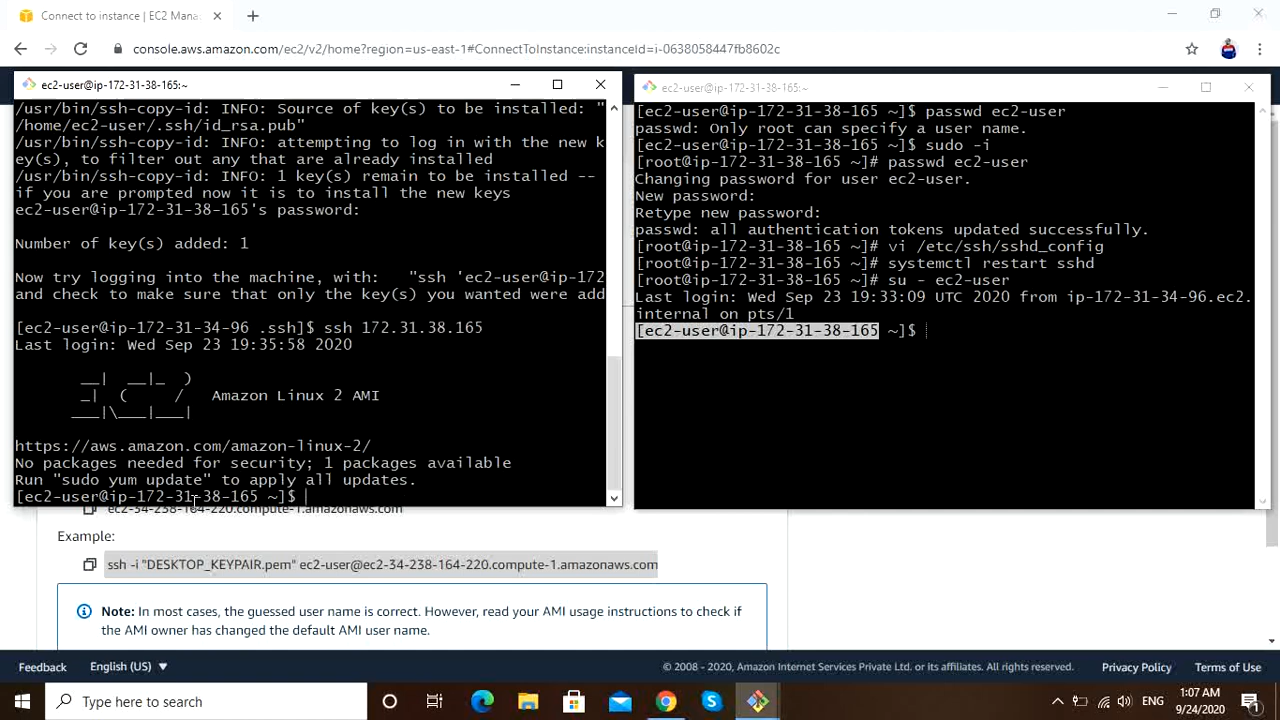 Connect to instance | EC2 Mana
console.aws.amazon.com/ec2/v2/home?region=us-east-1#ConnectToInstance:instanceId=i-0638058447fb8602c
ec2-user@ip-172-31-38-165:~
/usr/bin/ssh-copy-id: INFO: Source of key(s) to be installed: "
/home/ec2-user/.ssh/id_rsa.pub"
/usr/bin/ssh-copy-id: INFO: attempting to log in with the new k
ey(s), to filter out any that are already installed
/usr/bin/ssh-copy-id: INFO: 1 key(s) remain to be installed --
if you are prompted now it is to install the new keys
ec2-user@ip-172-31-38-165's password:
Number of key(s) added: 1
Now try logging into the machine, with:   "ssh 'ec2-user@ip-172
and check to make sure that only the key(s) you wanted were add
[ec2-user@ip-172-31-34-96 .ssh]$ ssh 172.31.38.165
Last login: Wed Sep 23 19:35:58 2020
__|  __|_  )
_|  (     /   Amazon Linux 2 AMI
___|\___|___|
https://aws.amazon.com/amazon-linux-2/
No packages needed for security; 1 packages available
Run "sudo yum update" to apply all updates.
[ec2-user@ip-172-31-38-165 ~]$
ec2-user@ip-172-31-38-165:~
[ec2-user@ip-172-31-38-165 ~]$ passwd ec2-user
passwd: Only root can specify a user name.
[ec2-user@ip-172-31-38-165 ~]$ sudo -i
[root@ip-172-31-38-165 ~]# passwd ec2-user
Changing password for user ec2-user.
New password:
Retype new password:
passwd: all authentication tokens updated successfully.
[root@ip-172-31-38-165 ~]# vi /etc/ssh/sshd_config
[root@ip-172-31-38-165 ~]# systemctl restart sshd
[root@ip-172-31-38-165 ~]# su - ec2-user
Last login: Wed Sep 23 19:33:09 UTC 2020 from ip-172-31-34-96.ec2.
internal on pts/1
[ec2-user@ip-172-31-38-165 ~]$
ec2-34-238-164-220.compute-1.amazonaws.com
Example:
ssh -i "DESKTOP_KEYPAIR.pem" ec2-user@ec2-34-238-164-220.compute-1.amazonaws.com
Note: In most cases, the guessed user name is correct. However, read your AMI usage instructions to check if
the AMI owner has changed the default AMI user name.
Feedback English (US) © 2008 - 2020, Amazon Internet Services Private Ltd. or its affiliates. All rights reserved. Privacy Policy Terms of Use
Type here to search
ENG
1:07 AM
9/24/2020
1